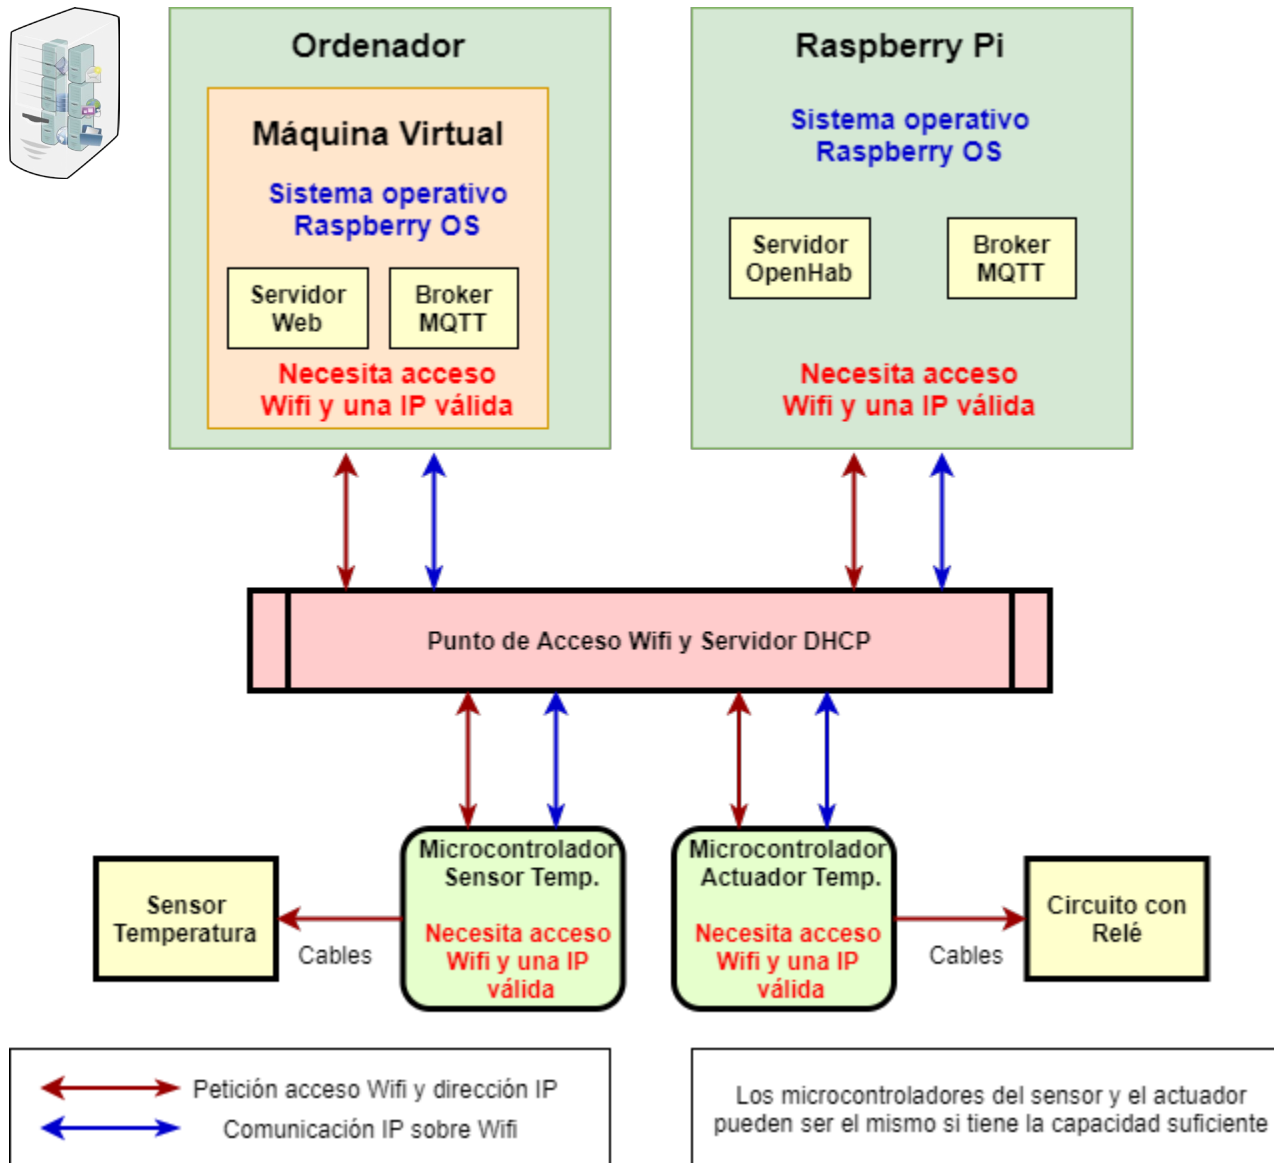 Ordenador
Máquina Virtual
Sistema operativo
Raspberry OS
Servidor
Web
Broker
MQTT
Necesita acceso
Wifi y una IP válida
Raspberry Pi
Sistema operativo
Raspberry OS
Servidor
OpenHab
Broker
MQTT
Necesita acceso
Wifi y una IP válida
Punto de Acceso Wifi y Servidor DHCP
Sensor
Temperatura
Cables
Microcontrolador
Sensor Temp.
Necesita acceso
Wifi y una IP
válida
Microcontrolador
Actuador Temp.
Necesita acceso
Wifi y una IP
válida
Cables
Circuito con
Relé
Petición acceso Wifi y dirección IP
Comunicación IP sobre Wifi
Los microcontroladores del sensor y el actuador
pueden ser el mismo si tiene la capacidad suficiente